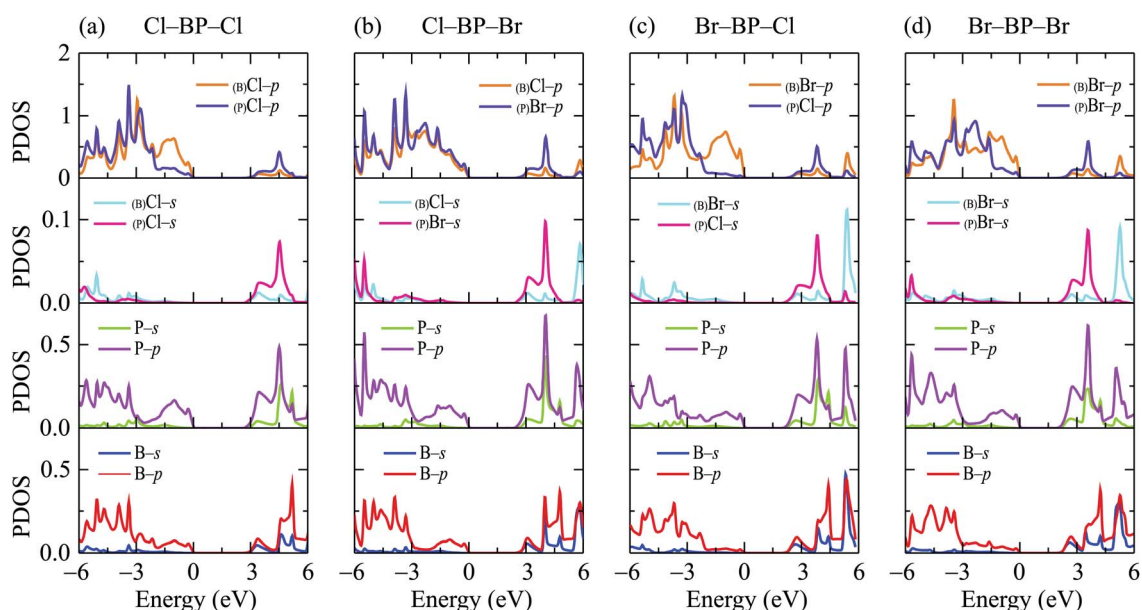 (a) Cl–BP–Cl (b) Cl–BP–Br (c) Br–BP–Cl (d) Br–BP–Br
2
(B)Cl–p (B)Cl–p (B)Br–p (B)Br–p
(P)Cl–p (P)Br–p (P)Cl–p (P)Br–p
PDOS
1
0
(B)Cl–s (B)Cl–s (B)Br–s (B)Br–s
0.1
(P)Cl–s (P)Br–s (P)Cl–s (P)Br–s
PDOS
0.0
P–s P–s P–s P–s
P–p P–p P–p P–p
0.5
PDOS
0
B–s B–s B–s B–s
B–p B–p B–p B–p
0.5
PDOS
0.0
−6 −3 0 3 6 −6 −3 0 3 6 −6 −3 0 3 6 −6 −3 0 3 6
Energy (eV) Energy (eV) Energy (eV) Energy (eV)